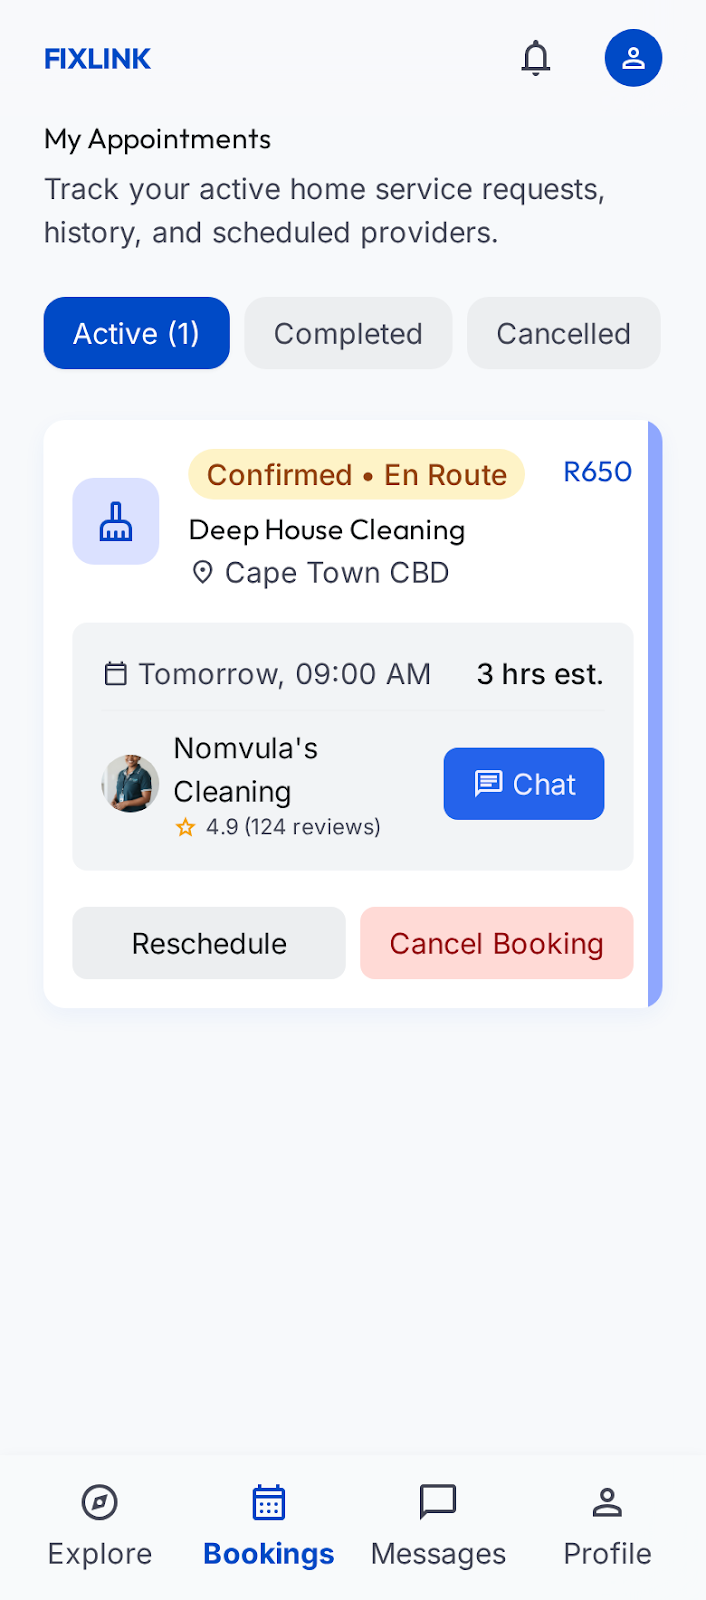 FIXLINK
My Appointments
Track your active home service requests,
history, and scheduled providers.
Active (1)
Completed
Cancelled
Confirmed • En Route
R650
Deep House Cleaning
Cape Town CBD
Tomorrow, 09:00 AM
3 hrs est.
Nomvula's
Cleaning
4.9 (124 reviews)
Chat
Reschedule
Cancel Booking
Explore
Bookings
Messages
Profile